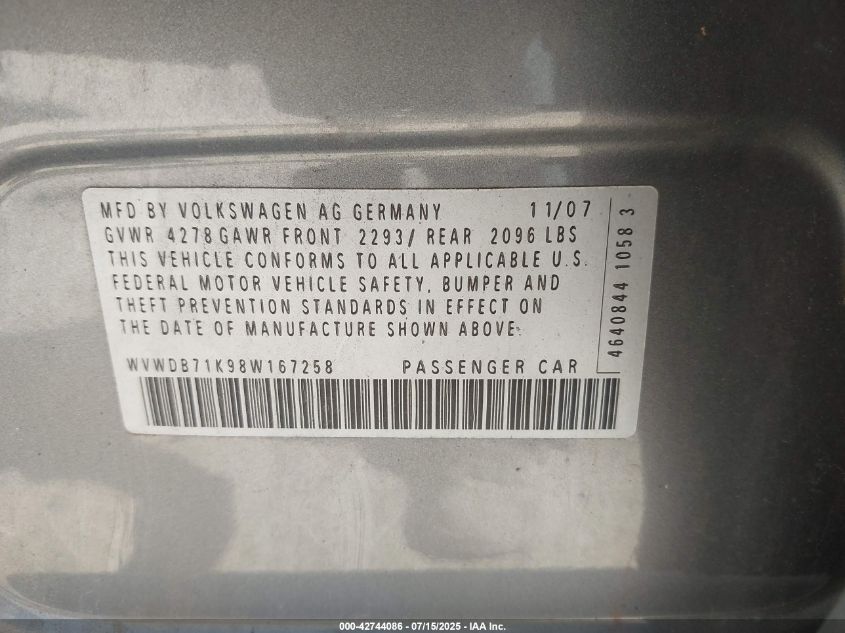 MFD BY VOLKSWAGEN AG GERMANY 11/07
GVWR 4278 GAWR FRONT 2293/ REAR 2096 LBS
THIS VEHICLE CONFORMS TO ALL APPLICABLE U.S.
FEDERAL MOTOR VEHICLE SAFETY, BUMPER AND
THEFT PREVENTION STANDARDS IN EFFECT ON
THE DATE OF MANUFACTURE SHOWN ABOVE.
WVWDB71K98W167258 PASSENGER CAR
4640844 1058 3
000-42744086 - 07/15/2025 - IAA Inc.